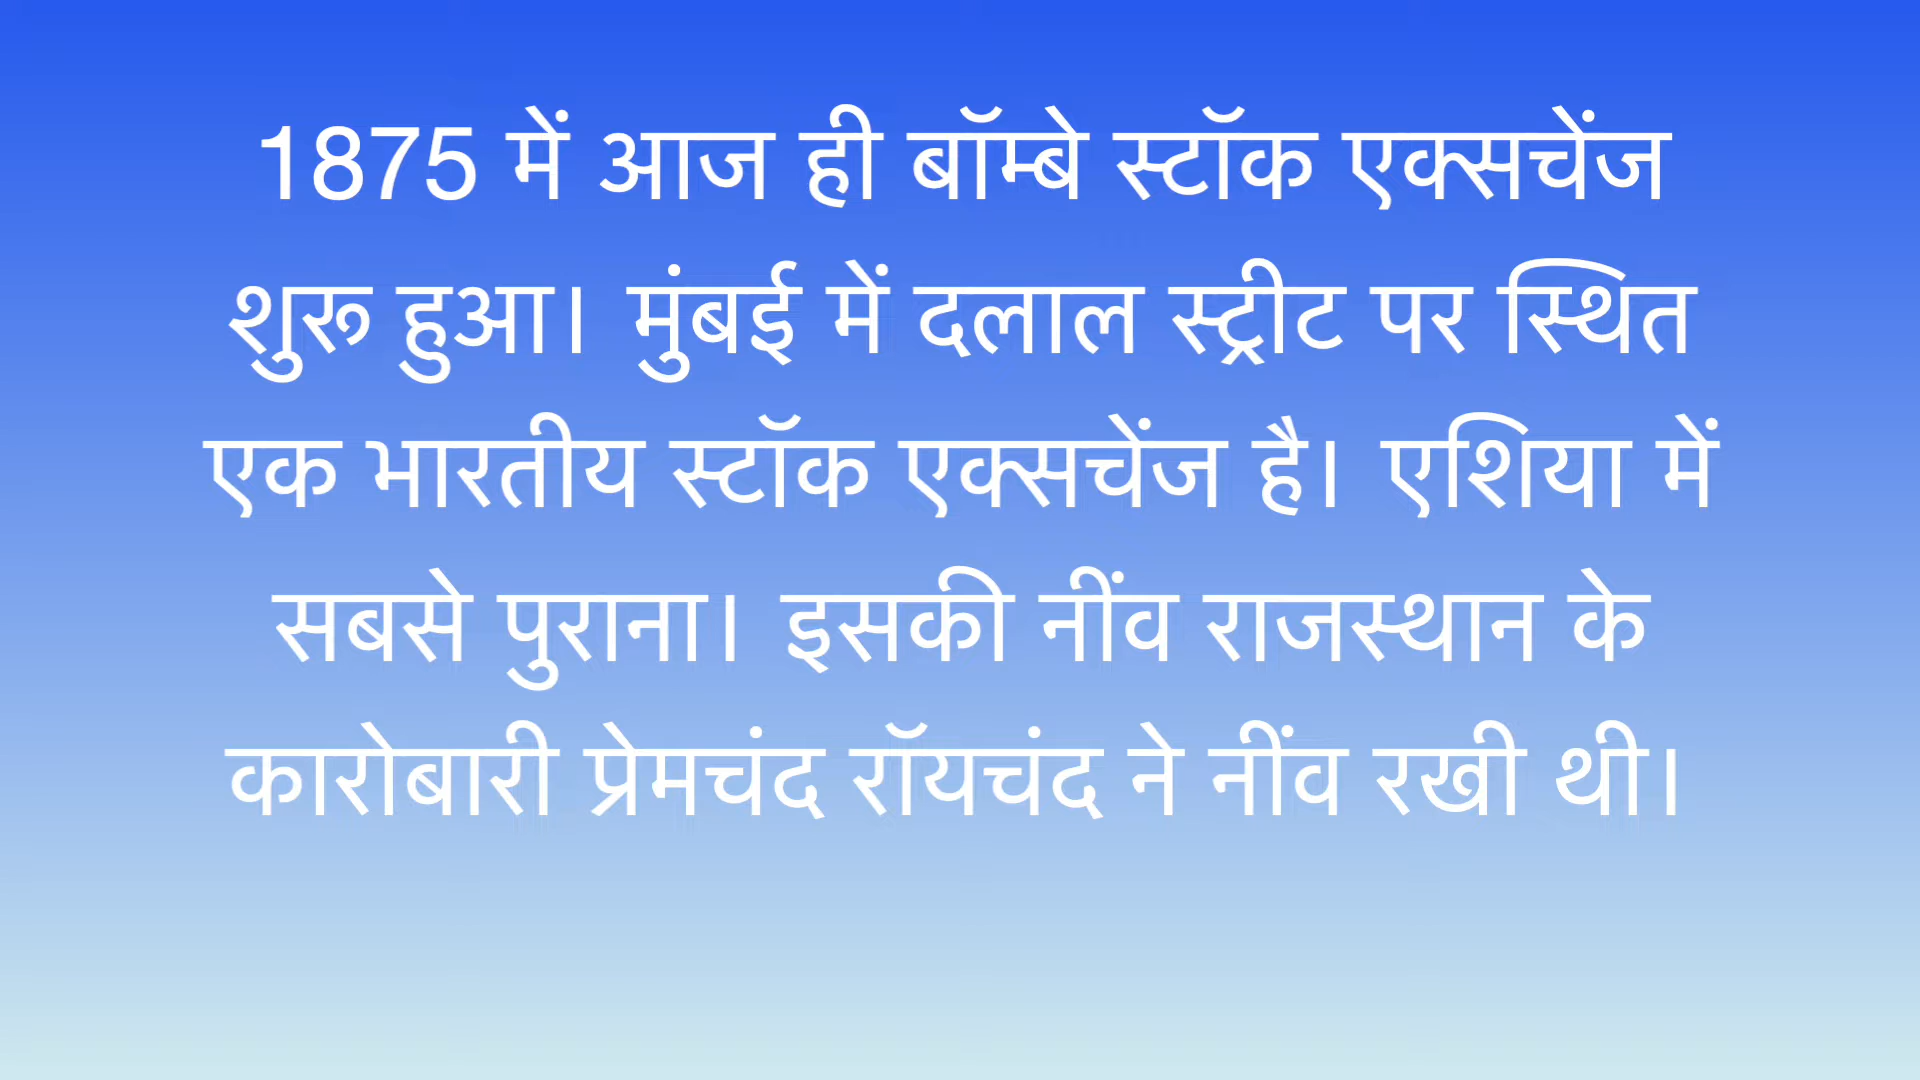 1875 में आज ही बॉम्बे स्टॉक एक्सचेंज
शुरू हुआ। मुंबई में दलाल स्ट्रीट पर स्थित
एक भारतीय स्टॉक एक्सचेंज है। एशिया में
सबसे पुराना। इसकी नींव राजस्थान के
कारोबारी प्रेमचंद रॉयचंद ने नींव रखी थी।